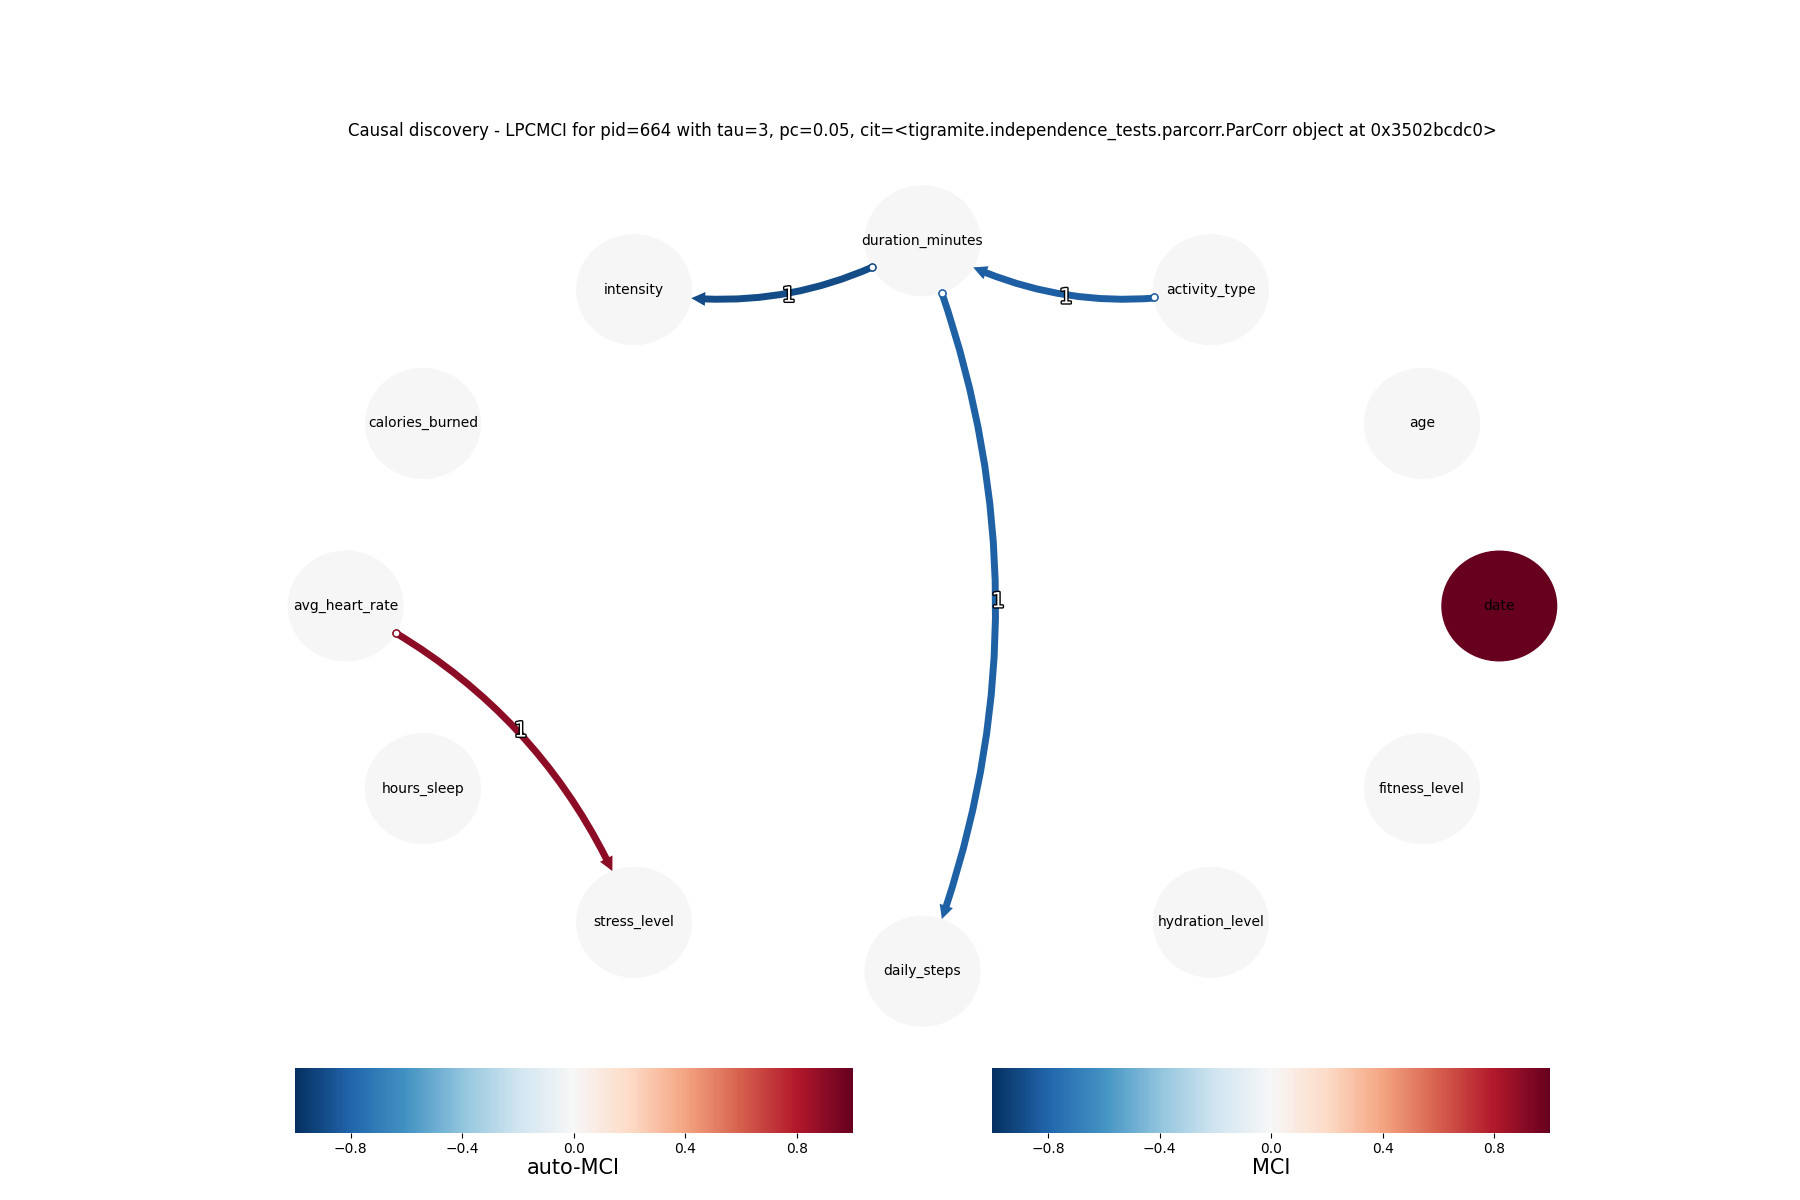 Causal discovery - LPCMCI for pid=664 with tau=3, pc=0.05, cit=<tigramite.independence_tests.parcorr.ParCorr object at 0x3502bcdc0>
duration_minutes
intensity
activity_type
1
1
calories_burned
age
1
avg_heart_rate
date
1
hours_sleep
fitness_level
stress_level
hydration_level
daily_steps
−0.8 −0.4 0.0 0.4 0.8
auto-MCI
−0.8 −0.4 0.0 0.4 0.8
MCI